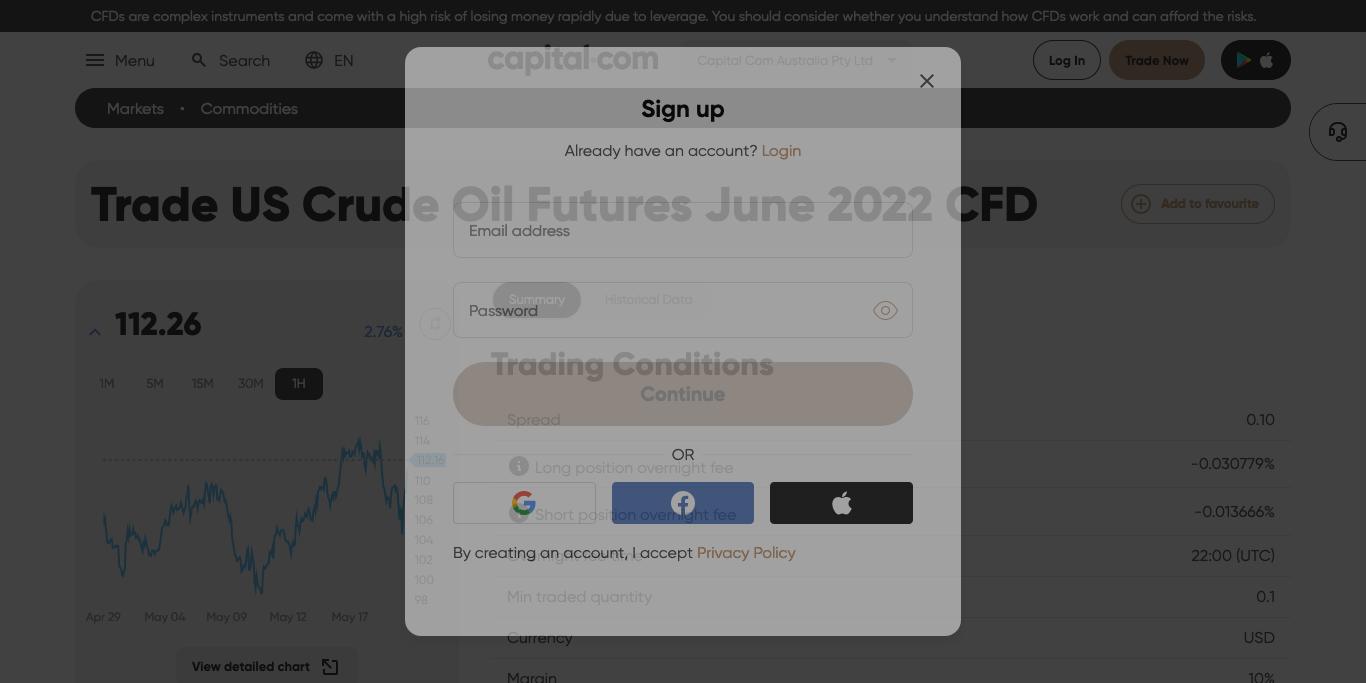 CFDs are complex instruments and come with a high risk of losing money rapidly due to leverage. You should consider whether you understand how CFDs work and can afford the risks.
Menu Search EN
capital.com
Capital Com Australia Pty Ltd
Log In Trade Now
Markets • Commodities
Sign up
Already have an account? Login
Trade US Crude Oil Futures June 2022 CFD
Add to favourite
Email address
Summary Historical Data
Password
112.26
2.76%
Trading Conditions
1M 5M 15M 30M 1H
Continue
Spread 0.10
OR
Long position overnight fee -0.030779%
Short position overnight fee -0.013666%
By creating an account, I accept Privacy Policy
Overnight fee time 22:00 (UTC)
Min traded quantity 0.1
Currency USD
Margin 10%
116
114
112.16
110
108
106
104
102
100
98
Apr 29 May 04 May 09 May 12 May 17
View detailed chart